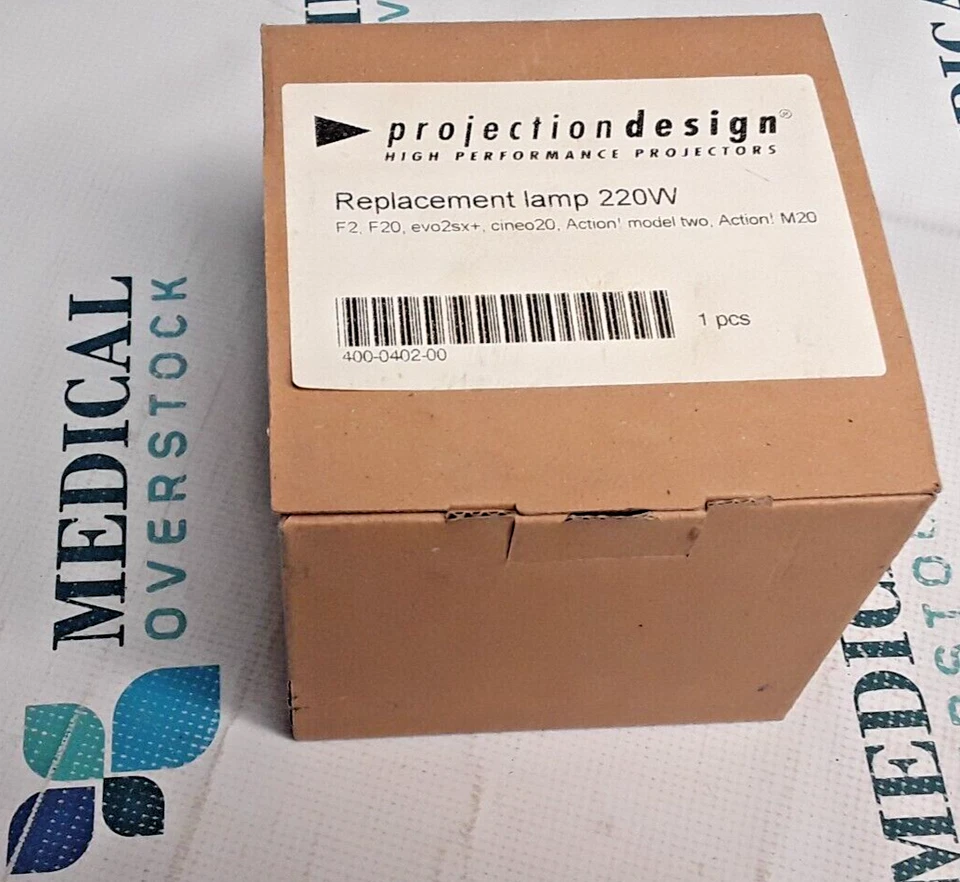 projectiondesign®
HIGH PERFORMANCE PROJECTORS
Replacement lamp 220W
F2, F20, evo2sx+, cineo20, Action! model two, Action! M20
1 pcs
400-0402-00
MEDICAL
OVERSTOCK
MEDICAL